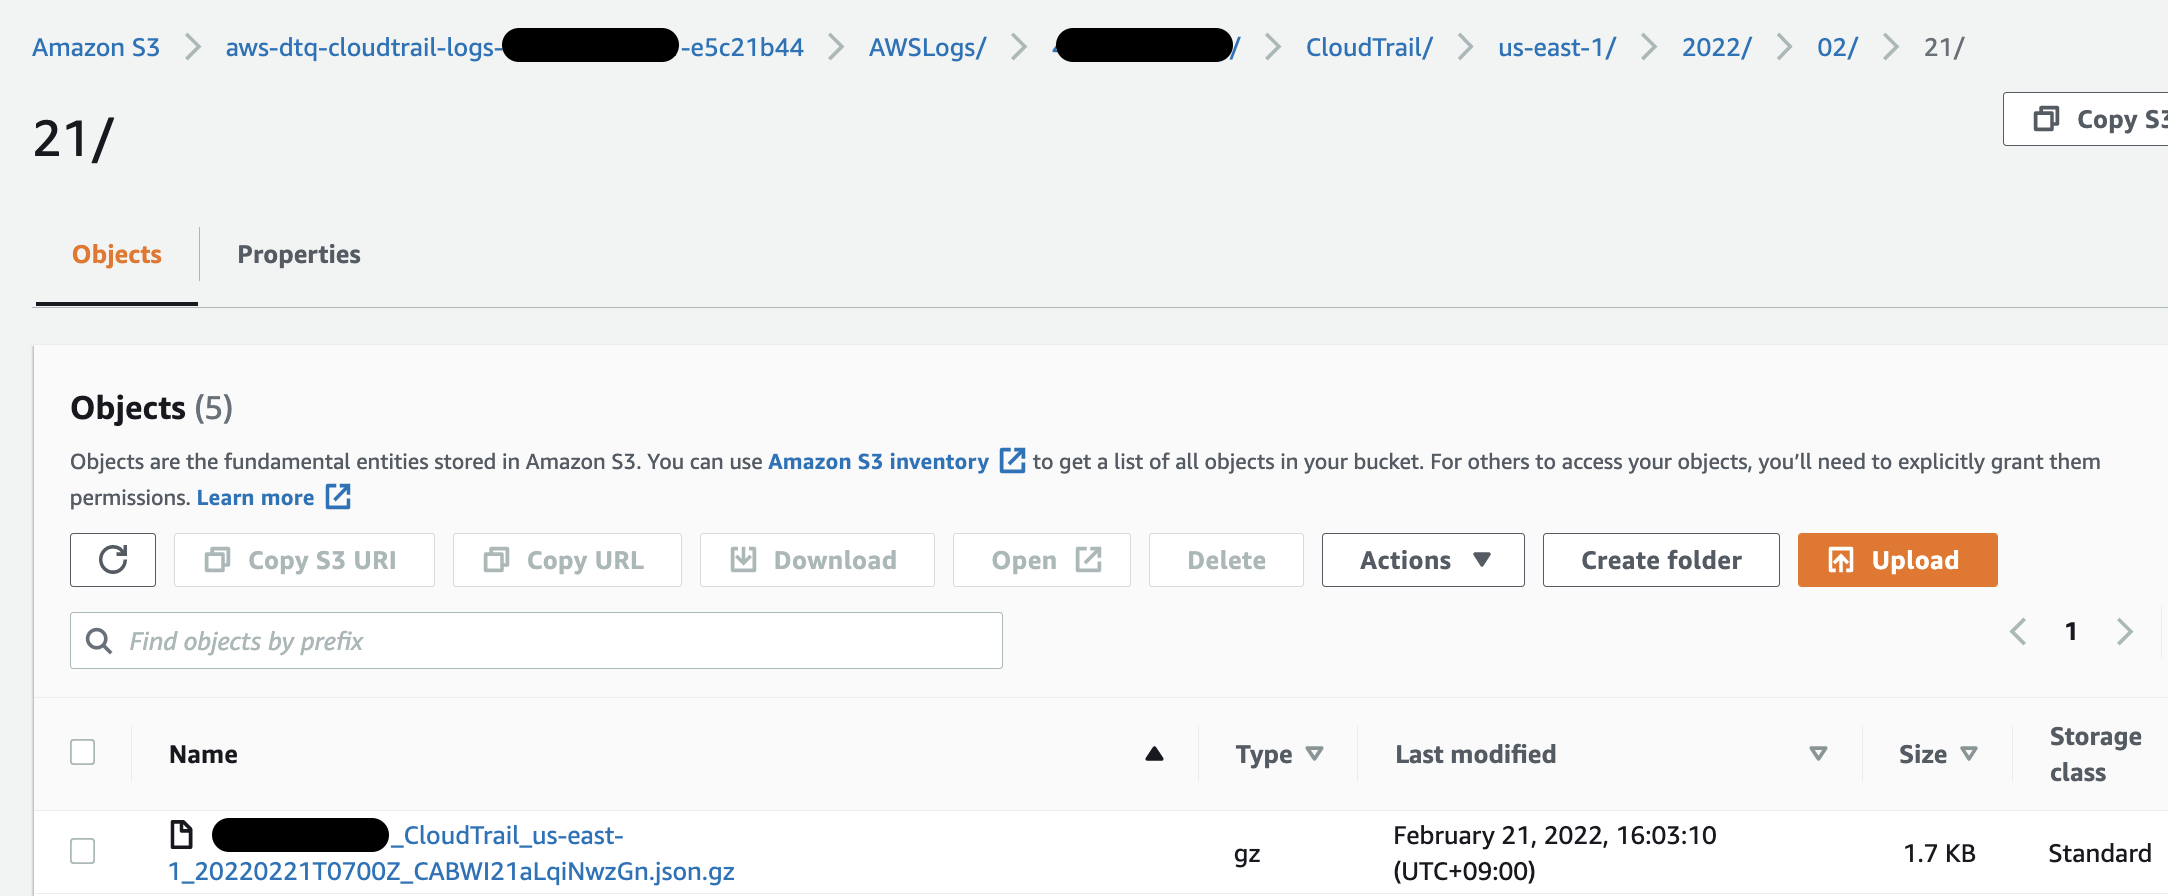 Amazon S3 > aws-dtq-cloudtrail-logs- -e5c21b44 > AWSLogs/ > / > CloudTrail/ > us-east-1/ > 2022/ > 02/ > 21/
21/
Copy S3
Objects
Properties
Objects (5)
Objects are the fundamental entities stored in Amazon S3. You can use Amazon S3 inventory to get a list of all objects in your bucket. For others to access your objects, you’ll need to explicitly grant them
permissions. Learn more
Copy S3 URI
Copy URL
Download
Open
Delete
Actions
Create folder
Upload
Find objects by prefix
1
Name
Type
Last modified
Size
Storage
class
_CloudTrail_us-east-
1_20220221T0700Z_CABWI21aLqiNwzGn.json.gz
gz
February 21, 2022, 16:03:10
(UTC+09:00)
1.7 KB
Standard